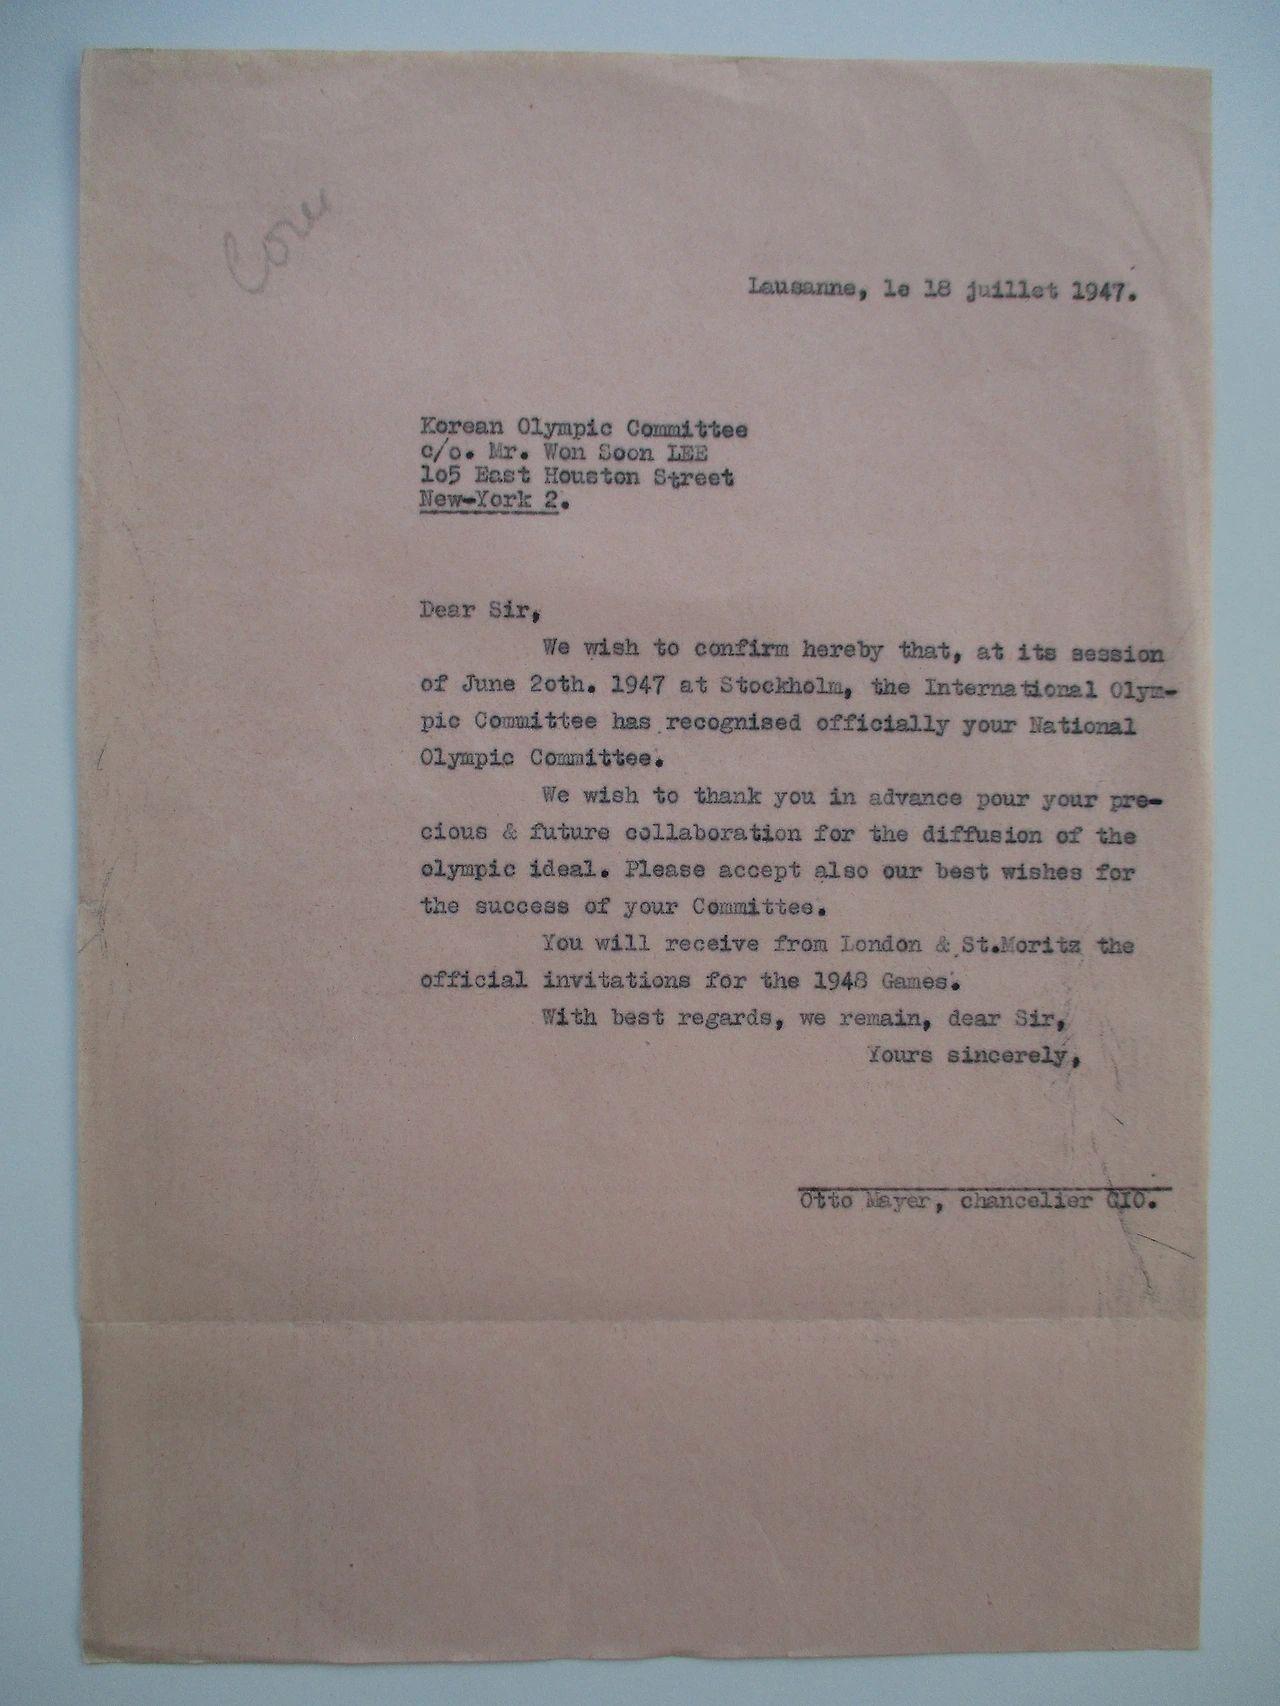 Lausanne, le 18 juillet 1947.
Korean Olympic Committee
c/o. Mr. Won Soon LEE
1o5 East Houston Street
New-York 2.
Dear Sir,
We wish to confirm hereby that, at its session
of June 2oth. 1947 at Stockholm, the International Olym-
pic Committee has recognised officially your National
Olympic Committee.
We wish to thank you in advance pour your pre-
cious & future collaboration for the diffusion of the
olympic ideal. Please accept also our best wishes for
the success of your Committee.
You will receive from London & St.Moritz the
official invitations for the 1948 Games.
With best regards, we remain, dear Sir,
Yours sincerely,
Otto Mayer, chancelier CIO.